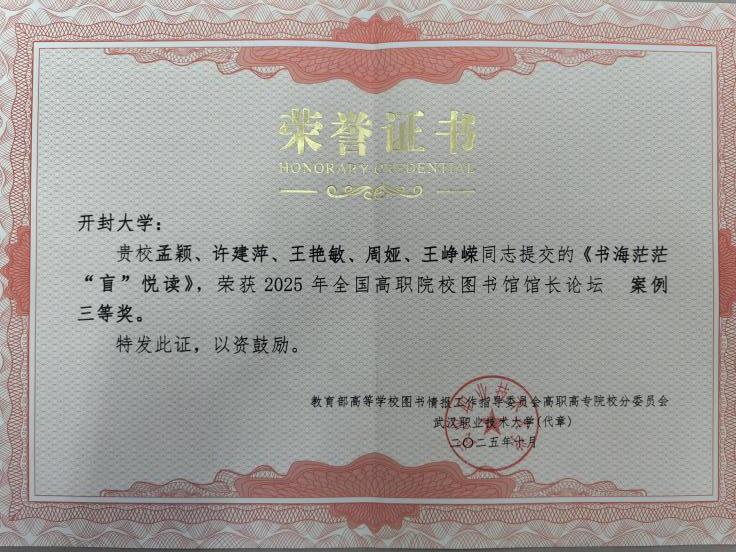 荣誉证书
HONORARY CREDENTIAL
开封大学：
贵校孟颖、许建萍、王艳敏、周娅、王峥嵘同志提交的《书海茫茫
“盲”悦读》，荣获 2025 年全国高职院校图书馆馆长论坛 案例
三等奖。
特发此证，以资鼓励。
教育部高等学校图书情报工作指导委员会高职高专院校分委员会
武汉职业技术大学(代章)
二〇二五年十月